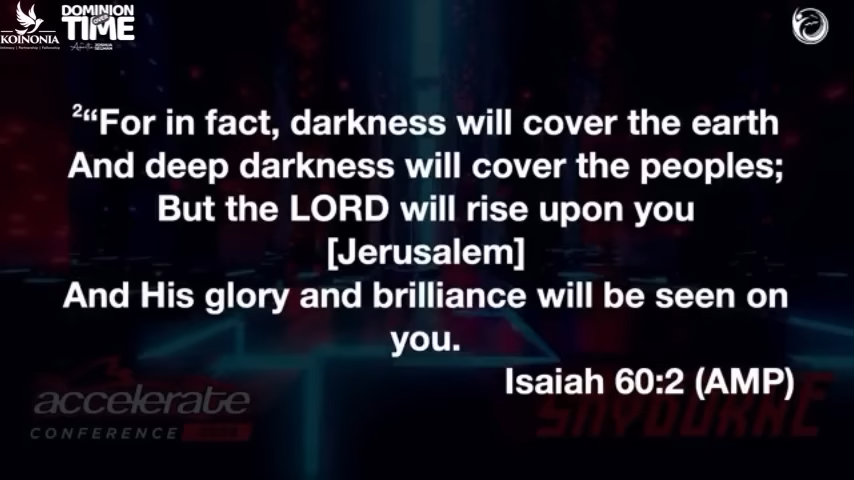 DOMINION
OVER
TIME
KOINONIA
²“For in fact, darkness will cover the earth
And deep darkness will cover the peoples;
But the LORD will rise upon you
[Jerusalem]
And His glory and brilliance will be seen on
you.
Isaiah 60:2 (AMP)
accelerate
CONFERENCE